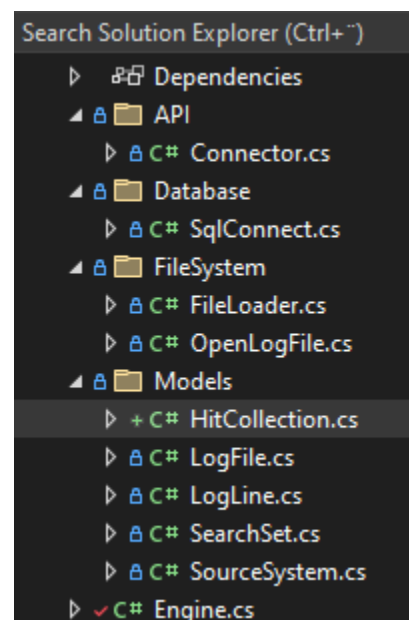 Search Solution Explorer (Ctrl+¨)
Dependencies
API
C# Connector.cs
Database
C# SqlConnect.cs
FileSystem
C# FileLoader.cs
C# OpenLogFile.cs
Models
+ C# HitCollection.cs
C# LogFile.cs
C# LogLine.cs
C# SearchSet.cs
C# SourceSystem.cs
C# Engine.cs